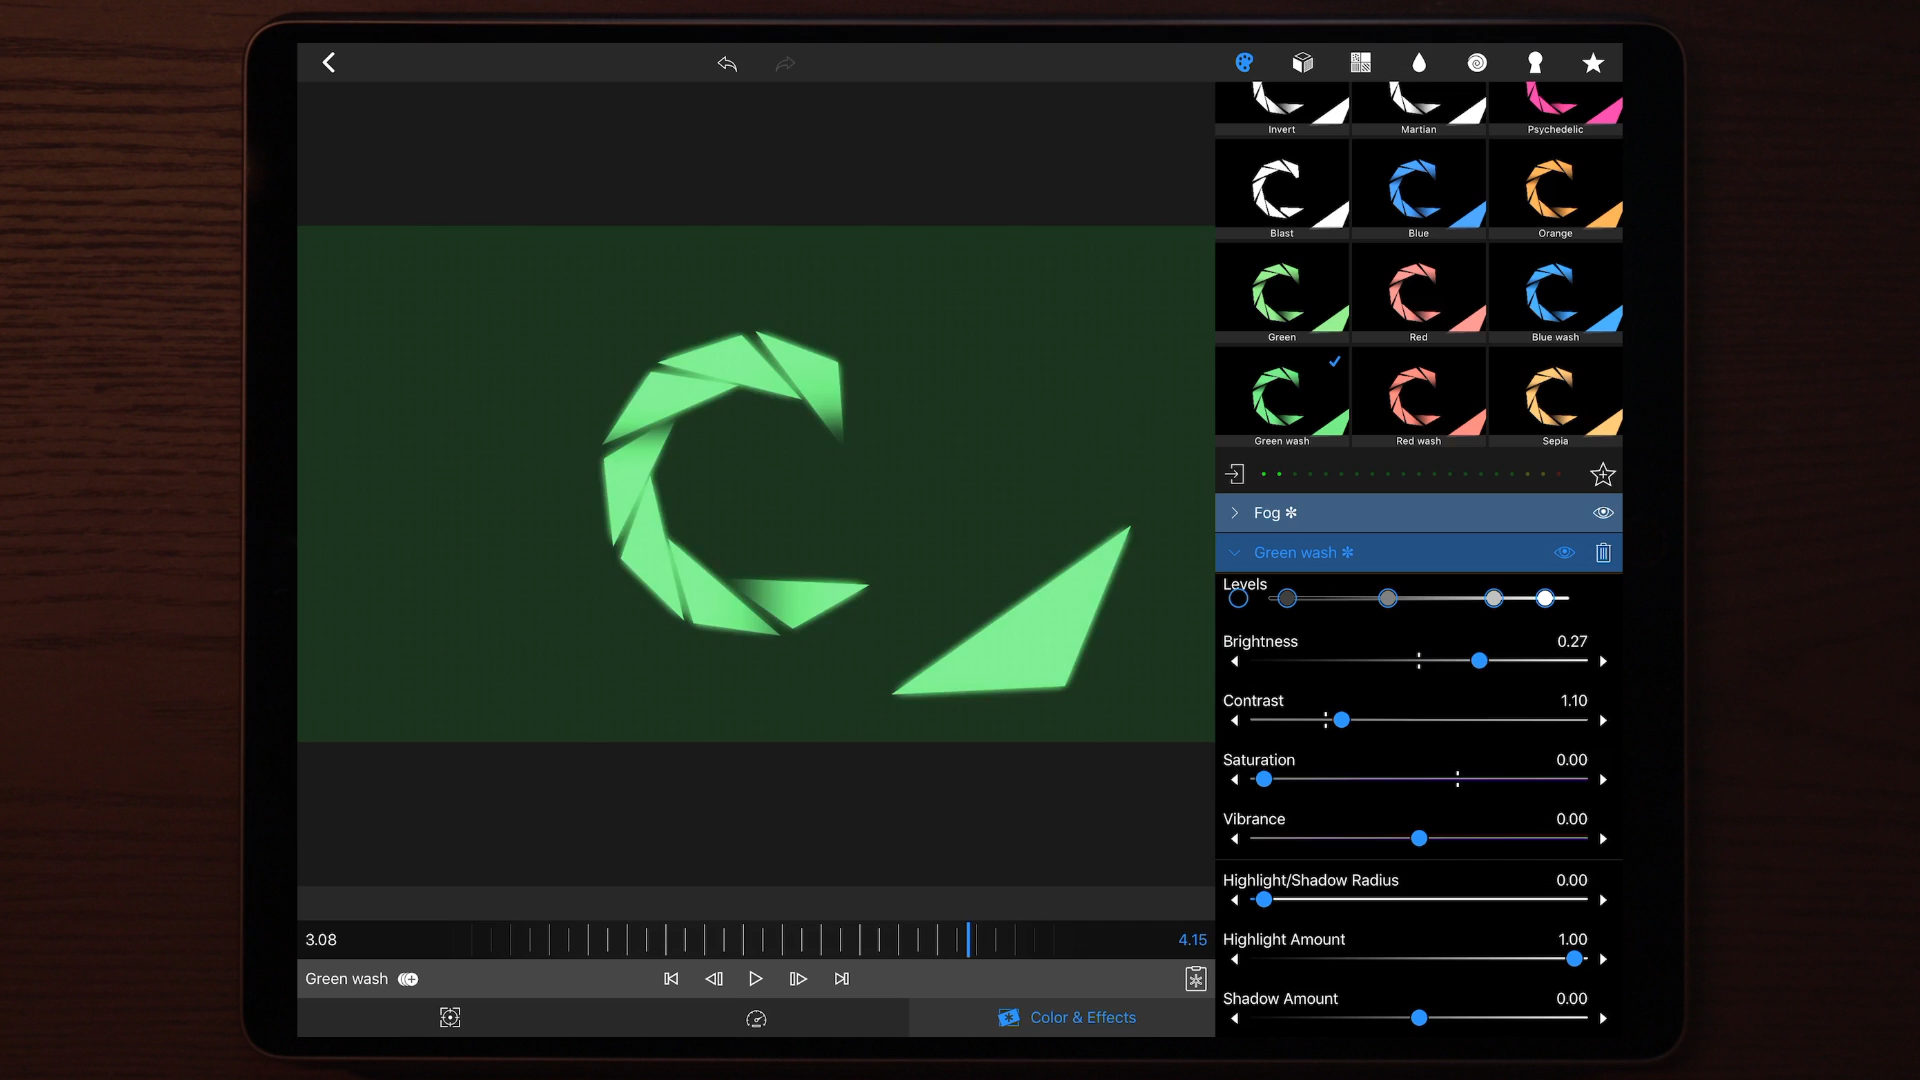 Invert
Martian
Psychedelic
Blast
Blue
Orange
Green
Red
Blue wash
Green wash
Red wash
Sepia
Fog ✻
Green wash ✻
Levels
Brightness 0.27
Contrast 1.10
Saturation 0.00
Vibrance 0.00
Highlight/Shadow Radius 0.00
Highlight Amount 1.00
Shadow Amount 0.00
3.08
4.15
Green wash
Color & Effects